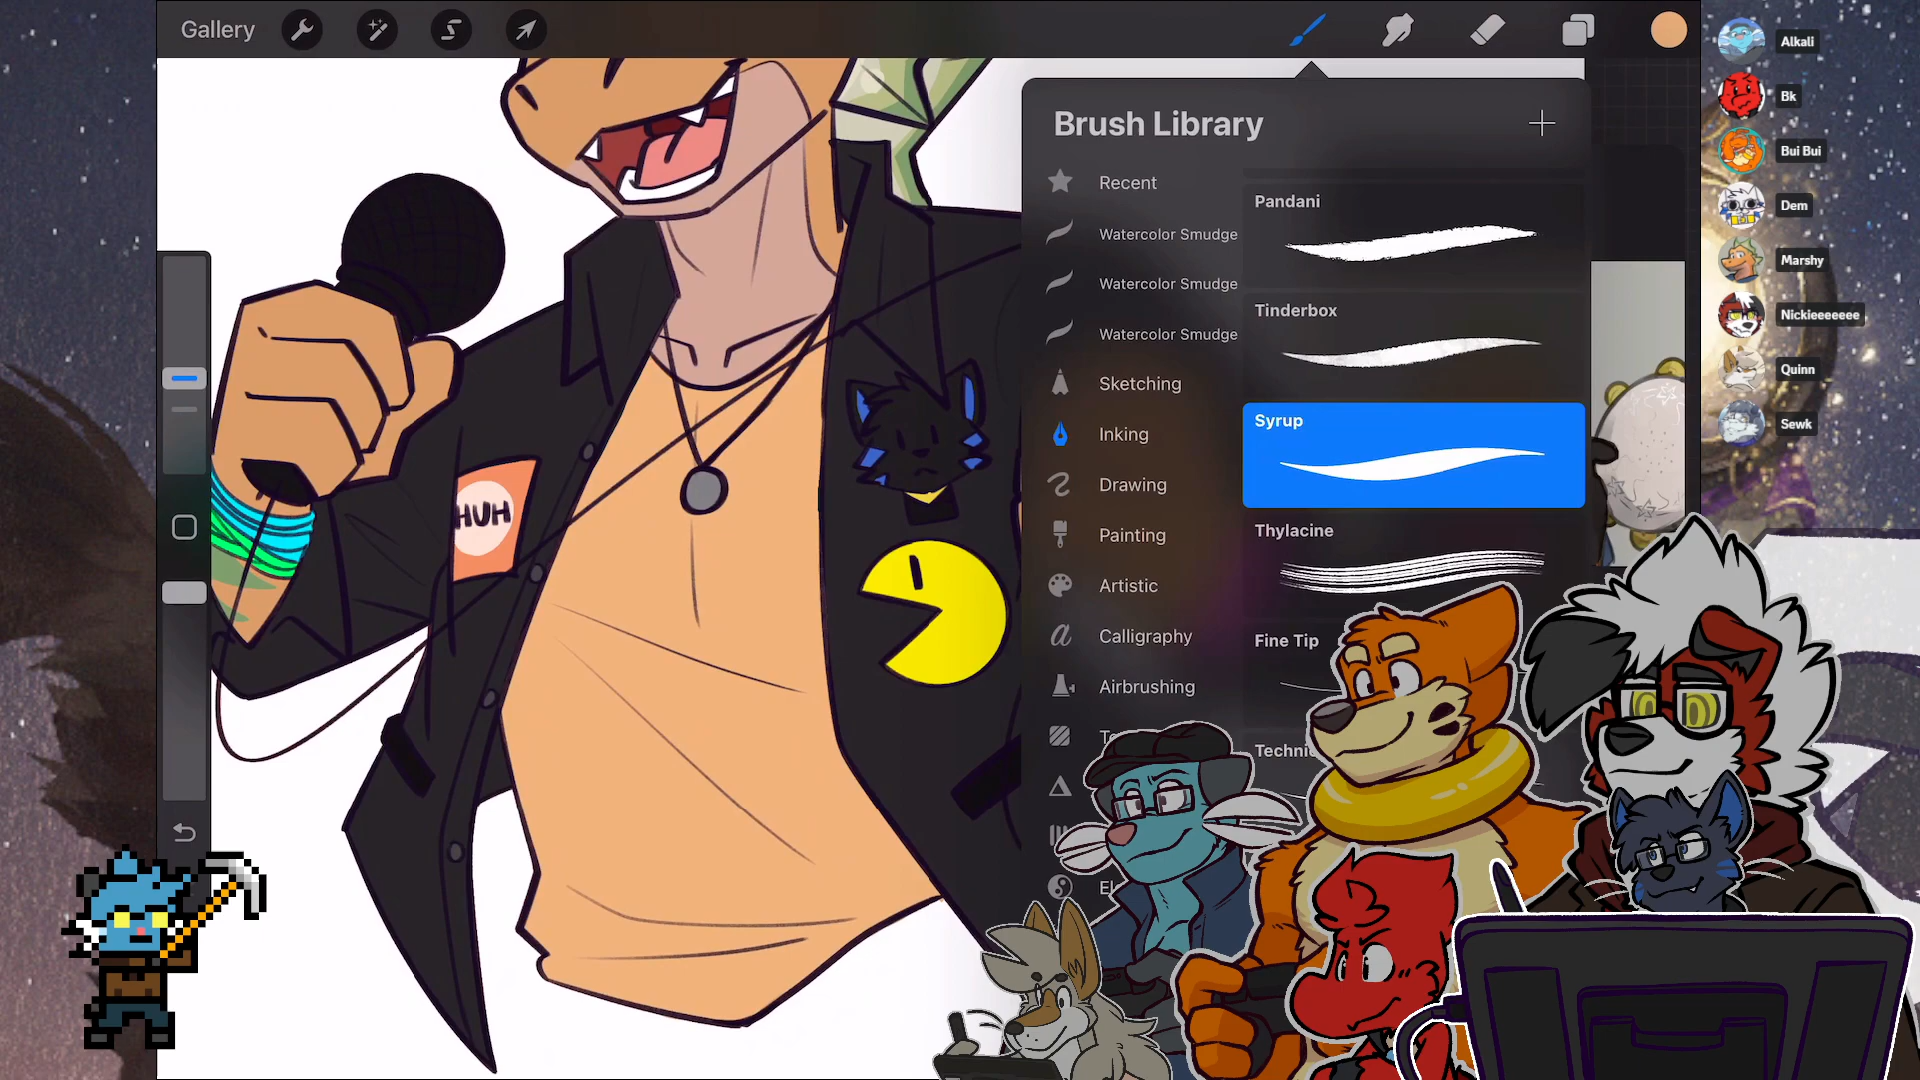 Gallery
Brush Library
Recent
Watercolor Smudge
Watercolor Smudge
Watercolor Smudge
Sketching
Inking
Drawing
Painting
Artistic
Calligraphy
Airbrushing
Pandani
Tinderbox
Syrup
Thylacine
Fine Tip
HUH
Alkali
Bk
Bui Bui
Dem
Marshy
Nickieeeeeee
Quinn
Sewk